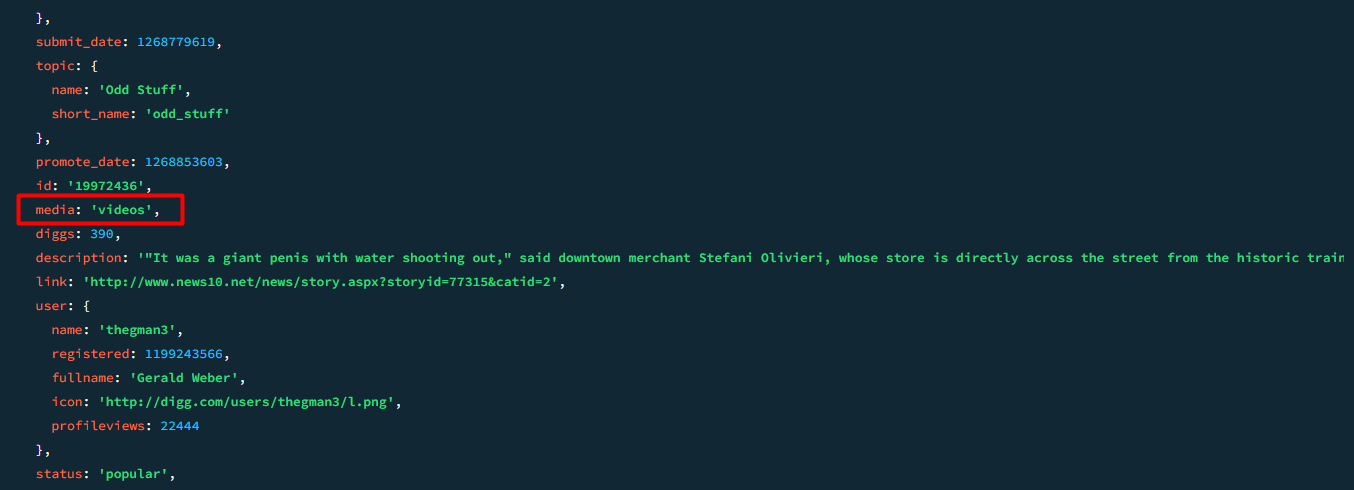 },
submit_date: 1268779619,
topic: {
name: 'Odd Stuff',
short_name: 'odd_stuff'
},
promote_date: 1268853603,
id: '19972436',
media: 'videos',
diggs: 390,
description: '"It was a giant penis with water shooting out," said downtown merchant Stefani Olivieri, whose store is directly across the street from the historic train
link: 'http://www.news10.net/news/story.aspx?storyid=77315&catid=2',
user: {
name: 'thegman3',
registered: 1199243566,
fullname: 'Gerald Weber',
icon: 'http://digg.com/users/thegman3/l.png',
profileviews: 22444
},
status: 'popular',